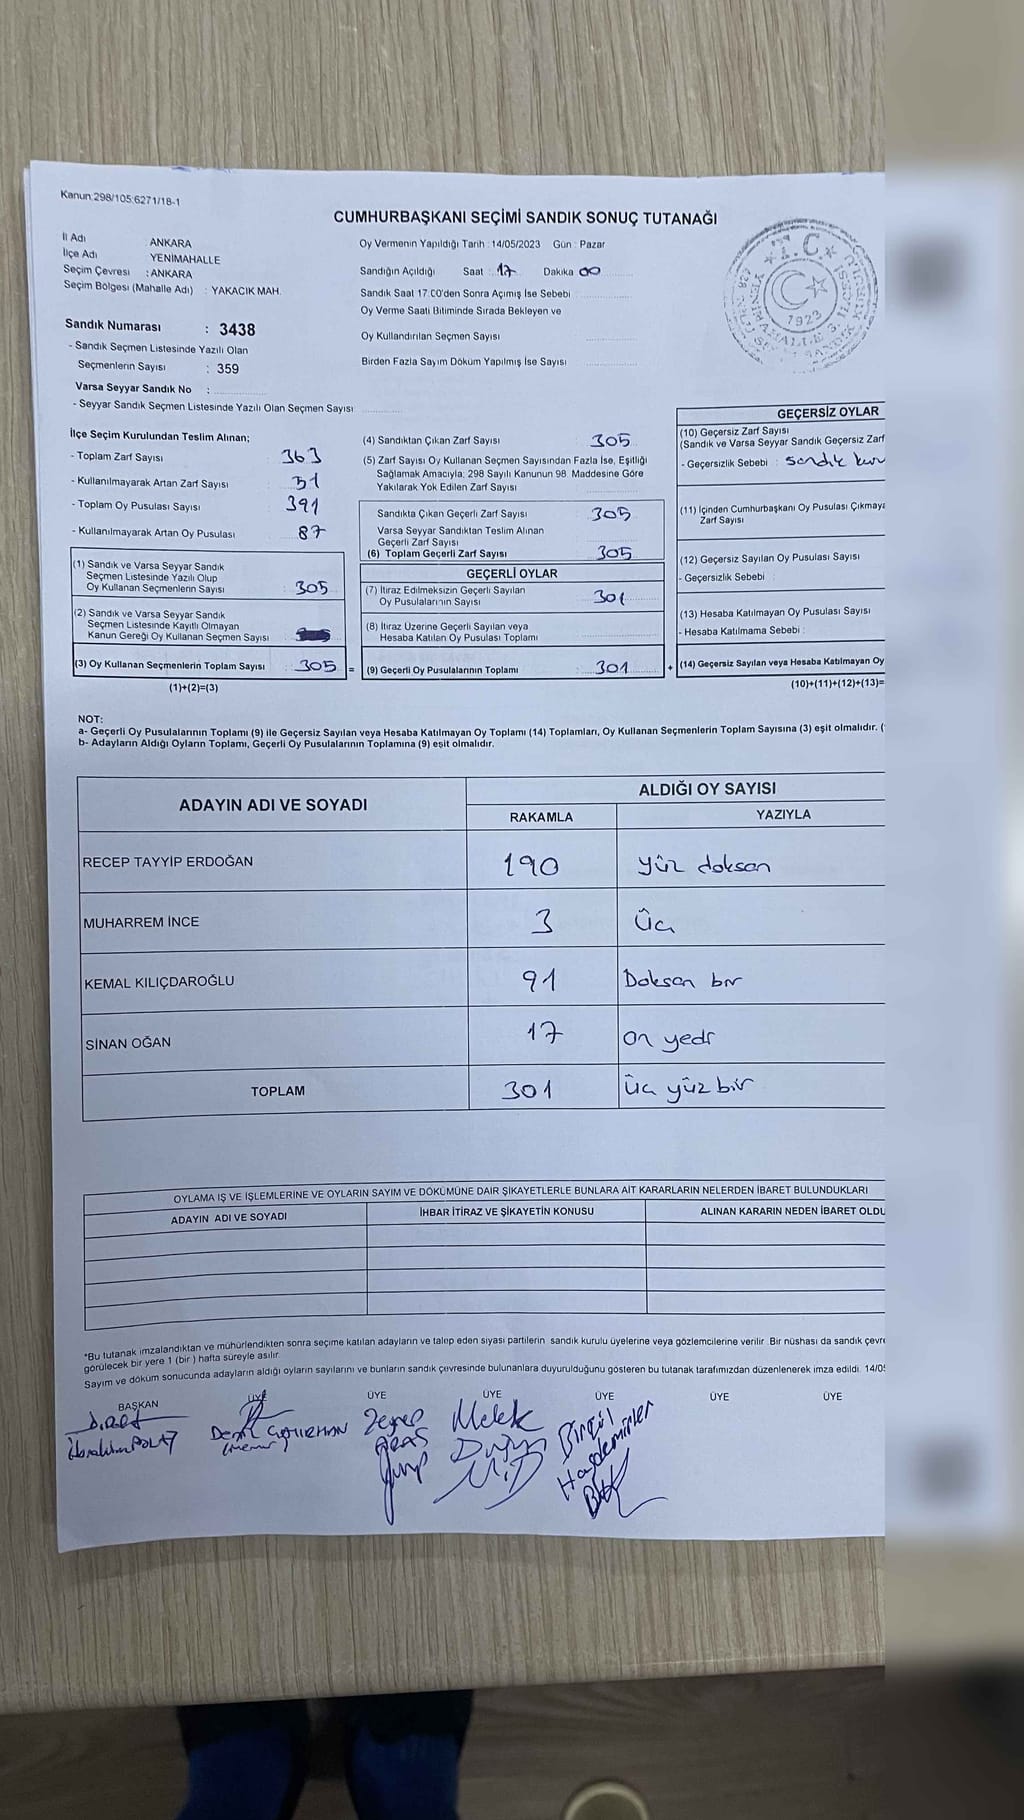 Kanun:298/105:6271/18-1
CUMHURBAŞKANI SEÇİMİ SANDIK SONUÇ TUTANAĞI
İl Adı ANKARA
İlçe Adı YENİMAHALLE
Seçim Çevresi : ANKARA
Seçim Bölgesi (Mahalle Adı) : YAKACIK MAH.
Sandık Numarası : 3438
- Sandık Seçmen Listesinde Yazılı Olan
Seçmenlerin Sayısı : 359
Varsa Seyyar Sandık No :
- Seyyar Sandık Seçmen Listesinde Yazılı Olan Seçmen Sayısı
Oy Vermenin Yapıldığı Tarih : 14/05/2023 Gün : Pazar
Sandığın Açıldığı Saat : 17 Dakika 00
Sandık Saat 17:00'den Sonra Açımış İse Sebebi
Oy Verme Saati Bitiminde Sırada Bekleyen ve
Oy Kullandırılan Seçmen Sayısı
Birden Fazla Sayım Döküm Yapılmış İse Sayısı
T.C.
1923
İlçe Seçim Kurulundan Teslim Alınan;
- Toplam Zarf Sayısı 363
- Kullanılmayarak Artan Zarf Sayısı 51
- Toplam Oy Pusulası Sayısı 391
- Kullanılmayarak Artan Oy Pusulası 87
(1) Sandık ve Varsa Seyyar Sandık
Seçmen Listesinde Yazılı Olup
Oy Kullanan Seçmenlerin Sayısı : 305
(2) Sandık ve Varsa Seyyar Sandık
Seçmen Listesinde Kayıtlı Olmayan
Kanun Gereği Oy Kullanan Seçmen Sayısı
(3) Oy Kullanan Seçmenlerin Toplam Sayısı : 305 =
(1)+(2)=(3)
(4) Sandıktan Çıkan Zarf Sayısı : 305
(5) Zarf Sayısı Oy Kullanan Seçmen Sayısından Fazla İse, Eşitliği
Sağlamak Amacıyla, 298 Sayılı Kanunun 98. Maddesine Göre
Yakılarak Yok Edilen Zarf Sayısı
Sandıkta Çıkan Geçerli Zarf Sayısı : 305
Varsa Seyyar Sandıktan Teslim Alınan
Geçerli Zarf Sayısı
(6) Toplam Geçerli Zarf Sayısı : 305
GEÇERLİ OYLAR
(7) İtiraz Edilmeksizin Geçerli Sayılan
Oy Pusulalarının Sayısı : 301
(8) İtiraz Üzerine Geçerli Sayılan veya
Hesaba Katılan Oy Pusulası Toplamı
(9) Geçerli Oy Pusulalarının Toplamı : 301 +
GEÇERSİZ OYLAR
(10) Geçersiz Zarf Sayısı
(Sandık ve Varsa Seyyar Sandık Geçersiz Zarf
- Geçersizlik Sebebi : sandık kur
(11) İçinden Cumhurbaşkanı Oy Pusulası Çıkmaya
Zarf Sayısı
(12) Geçersiz Sayılan Oy Pusulası Sayısı
- Geçersizlik Sebebi :
(13) Hesaba Katılmayan Oy Pusulası Sayısı
- Hesaba Katılmama Sebebi :
(14) Geçersiz Sayılan veya Hesaba Katılmayan Oy
(10)+(11)+(12)+(13)=
NOT:
a- Geçerli Oy Pusulalarının Toplamı (9) ile Geçersiz Sayılan veya Hesaba Katılmayan Oy Toplamı (14) Toplamları, Oy Kullanan Seçmenlerin Toplam Sayısına (3) eşit olmalıdır. (
b- Adayların Aldığı Oyların Toplamı, Geçerli Oy Pusulalarının Toplamına (9) eşit olmalıdır.
ADAYIN ADI VE SOYADI
ALDIĞI OY SAYISI
RAKAMLA YAZIYLA
RECEP TAYYİP ERDOĞAN 190 yüz doksan
MUHARREM İNCE 3 Üç
KEMAL KILIÇDAROĞLU 91 Doksan bir
SİNAN OĞAN 17 on yedi
TOPLAM 301 üç yüz bir
OYLAMA İŞ VE İŞLEMLERİNE VE OYLARIN SAYIM VE DÖKÜMÜNE DAİR ŞİKAYETLERLE BUNLARA AİT KARARLARIN NELERDEN İBARET BULUNDUKLARI
ADAYIN ADI VE SOYADI İHBAR İTİRAZ VE ŞİKAYETİN KONUSU ALINAN KARARIN NEDEN İBARET OLDU
*Bu tutanak imzalandıktan ve mühürlendikten sonra seçime katılan adayların ve talep eden siyasi partilerin sandık kurulu üyelerine veya gözlemcilerine verilir. Bir nüshası da sandık çevre
görülecek bir yere 1 (bir) hafta süreyle asılır.
Sayım ve döküm sonucunda adayların aldığı oyların sayılarını ve bunların sandık çevresinde bulunanlara duyurulduğunu gösteren bu tutanak tarafımızdan düzenlenerek imza edildi. 14/05
BAŞKAN ÜYE ÜYE ÜYE ÜYE ÜYE ÜYE
İbrahim POLAT
Zeynep
ARAS
Melek
Birgül
Haşdemirler